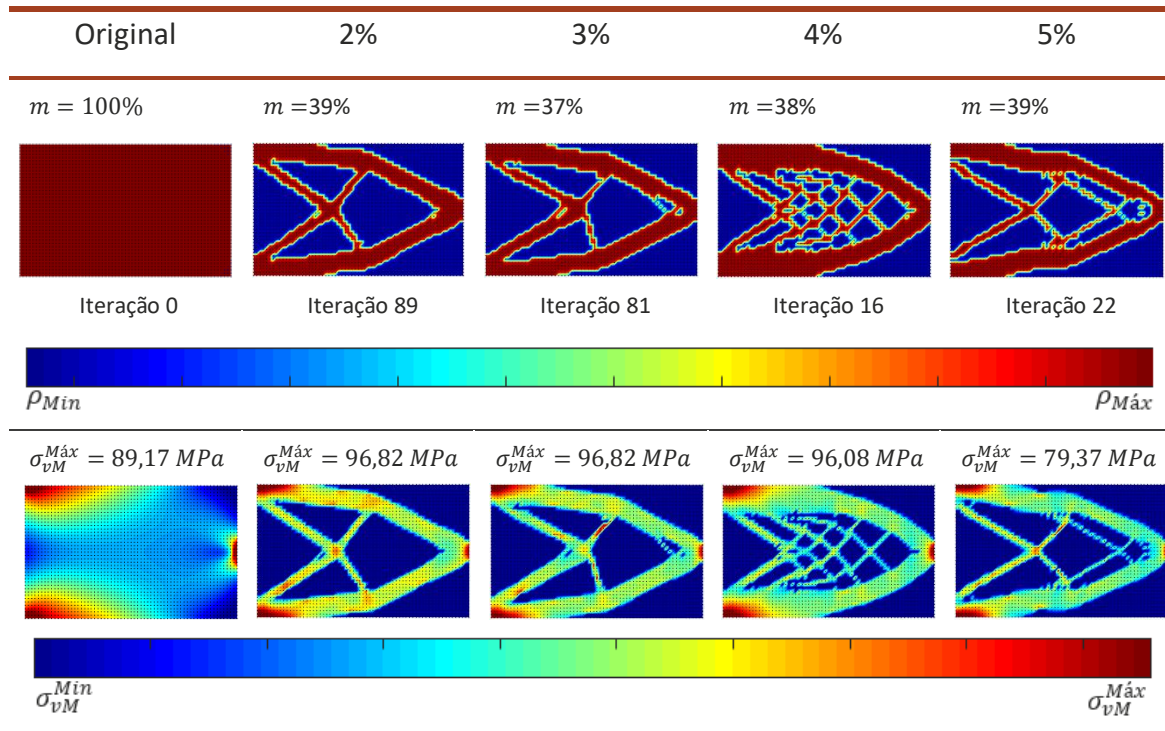 Original 2% 3% 4% 5%
m = 100% m =39% m =37% m =38% m =39%
Iteração 0 Iteração 89 Iteração 81 Iteração 16 Iteração 22
ρMin ρMáx
σvMMáx = 89,17 MPa σvMMáx = 96,82 MPa σvMMáx = 96,82 MPa σvMMáx = 96,08 MPa σvMMáx = 79,37 MPa
σvMMin σvMMáx